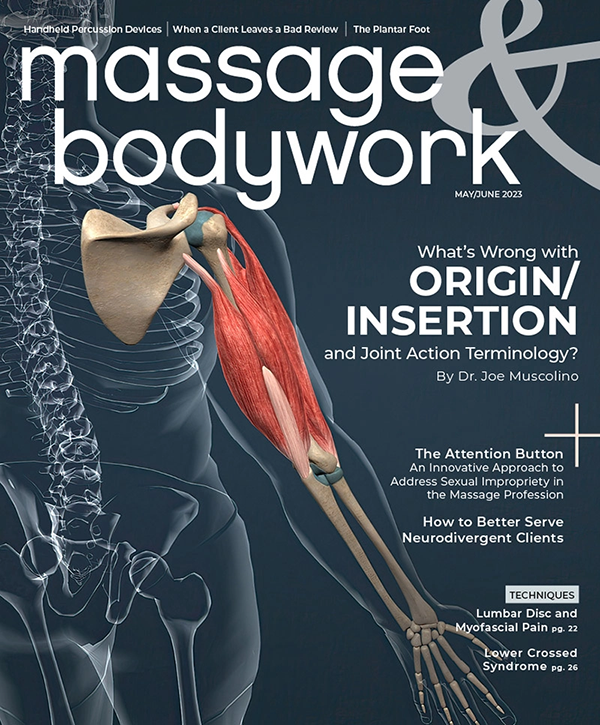 Handheld Percussion Devices | When a Client Leaves a Bad Review | The Plantar Foot
massage &
bodywork
MAY/JUNE 2023
What's Wrong with
ORIGIN/
INSERTION
and Joint Action Terminology?
By Dr. Joe Muscolino
The Attention Button
An Innovative Approach to
Address Sexual Impropriety in
the Massage Profession
How to Better Serve
Neurodivergent Clients
TECHNIQUES
Lumbar Disc and
Myofascial Pain pg. 22
Lower Crossed
Syndrome pg. 26